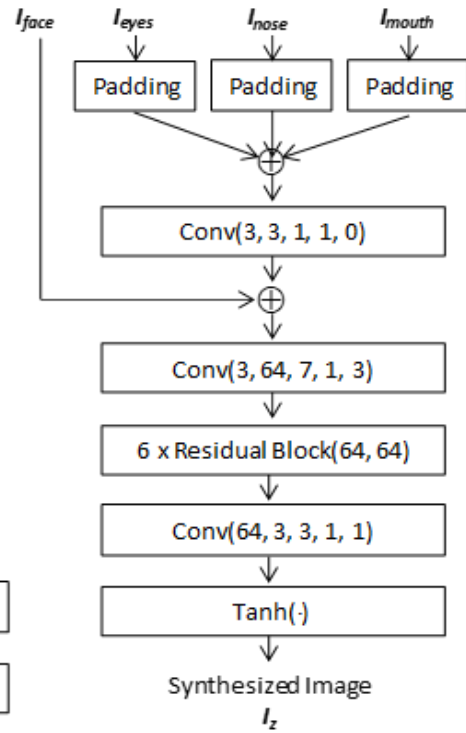 I_face I_eyes I_nose I_mouth
Padding Padding Padding
Conv(3, 3, 1, 1, 0)
Conv(3, 64, 7, 1, 3)
6 x Residual Block(64, 64)
Conv(64, 3, 3, 1, 1)
Tanh(·)
Synthesized Image
I_z